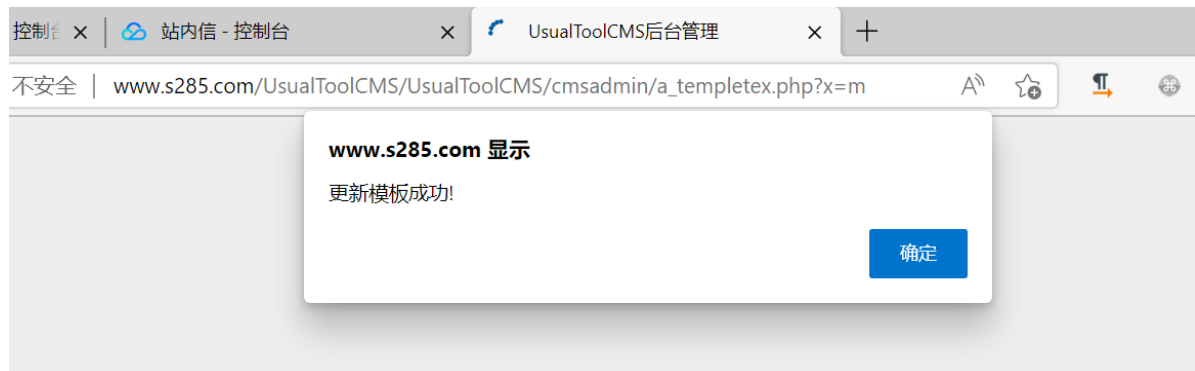 控制台 站内信 - 控制台 UsualToolCMS后台管理
不安全 www.s285.com/UsualToolCMS/UsualToolCMS/cmsadmin/a_templetex.php?x=m
www.s285.com 显示
更新模板成功!
确定